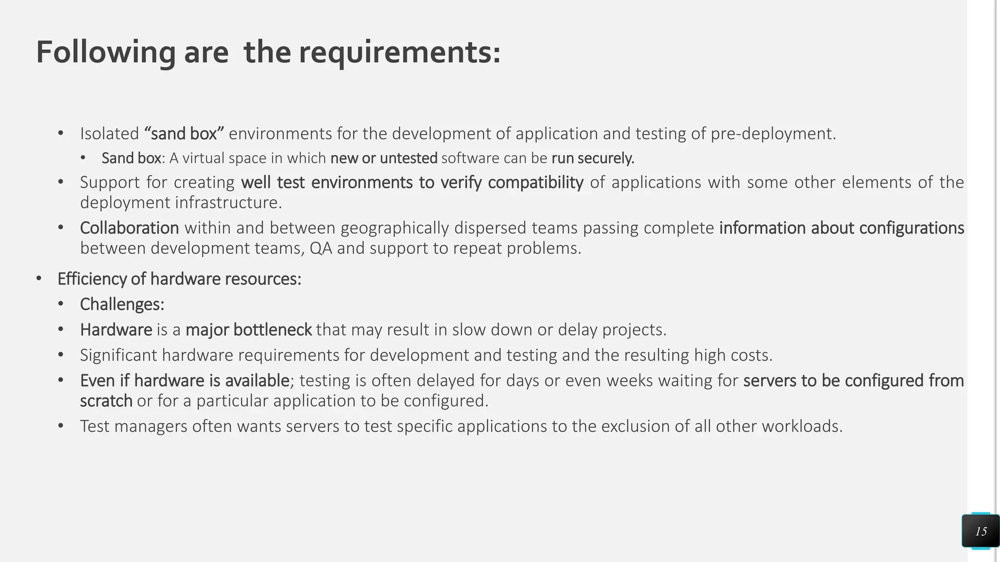 Following are the requirements:
• Isolated “sand box” environments for the development of application and testing of pre-deployment.
• Sand box: A virtual space in which new or untested software can be run securely.
• Support for creating well test environments to verify compatibility of applications with some other elements of the
deployment infrastructure.
• Collaboration within and between geographically dispersed teams passing complete information about configurations
between development teams, QA and support to repeat problems.
• Efficiency of hardware resources:
• Challenges:
• Hardware is a major bottleneck that may result in slow down or delay projects.
• Significant hardware requirements for development and testing and the resulting high costs.
• Even if hardware is available; testing is often delayed for days or even weeks waiting for servers to be configured from
scratch or for a particular application to be configured.
• Test managers often wants servers to test specific applications to the exclusion of all other workloads.
15